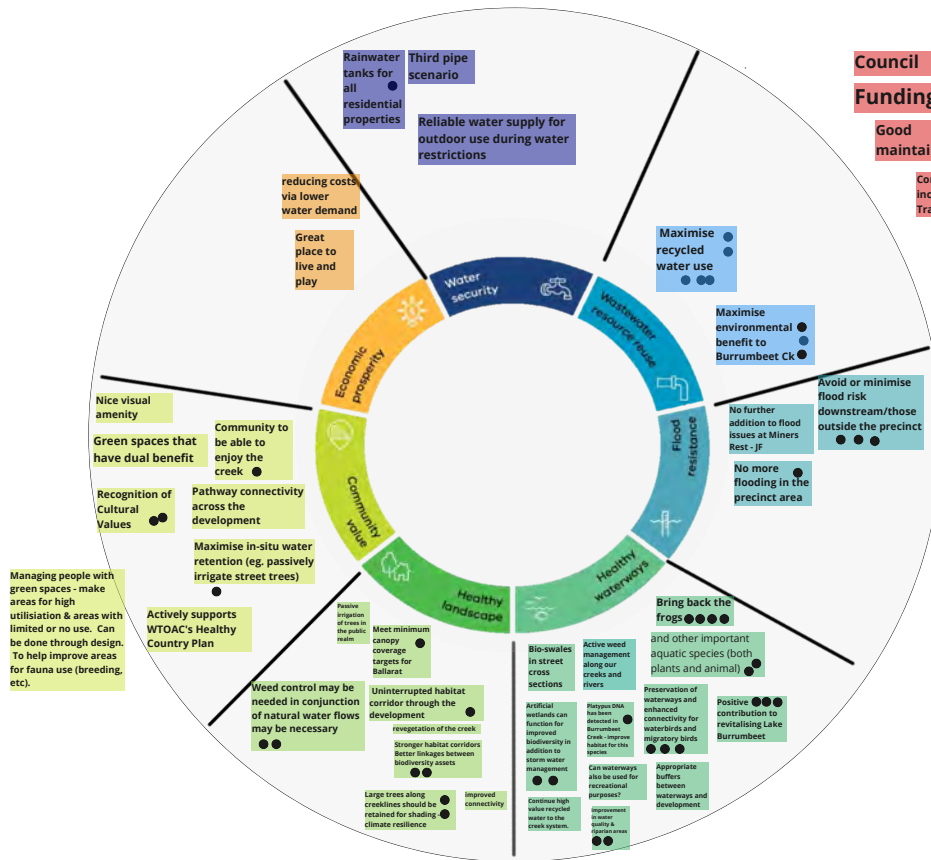 Rainwater
tanks for
all
residential
properties
Third pipe
scenario
Reliable water supply for
outdoor use during water
restrictions
Council
Funding
Good
maintai
Co
inc
Tra
reducing costs
via lower
water demand
Great
place to
live and
play
Maximise
recycled
water use
Maximise
environmental
benefit to
Burrumbeet Ck
Water
security
Wastewater
resource reuse
Flood
resistance
Healthy
waterways
Healthy
landscape
Community
value
Economic
prosperity
No further
addition to flood
issues at Miners
Rest - JF
Avoid or minimise
flood risk
downstream/those
outside the precinct
No more
flooding in the
precinct area
Nice visual
amenity
Green spaces that
have dual benefit
Community to
be able to
enjoy the
creek
Recognition of
Cultural
Values
Pathway connectivity
across the
development
Maximise in-situ water
retention (eg. passively
irrigate street trees)
Managing people with
green spaces - make
areas for high
utilisiation & areas with
limited or no use. Can
be done through design.
To help improve areas
for fauna use (breeding,
etc).
Actively supports
WTOAC's Healthy
Country Plan
Passive
irrigation
of trees in
the public
realm
Meet minimum
canopy
coverage
targets for
Ballarat
Weed control may be
needed in conjunction
of natural water flows
may be necessary
Uninterrupted habitat
corridor through the
development
revegetation of the creek
Stronger habitat corridors
Better linkages between
biodiversity assets
Large trees along
creeklines should be
retained for shading -
climate resilience
improved
connectivity
Bio-swales
in street
cross
sections
Active weed
management
along our
creeks and
rivers
Bring back the
frogs
and other important
aquatic species (both
plants and animal)
Artificial
wetlands can
function for
improved
biodiversity in
addition to
storm water
management
Platypus DNA
has been
detected in
Burrumbeet
Creek - improve
habitat for this
species
Preservation of
waterways and
enhanced
connectivity for
waterbirds and
migratory birds
Positive
contribution to
revitalising Lake
Burrumbeet
Can waterways
also be used for
recreational
purposes?
Appropriate
buffers
between
waterways and
development
Continue high
value recycled
water to the
creek system.
improvement
in water
quality &
riparian areas